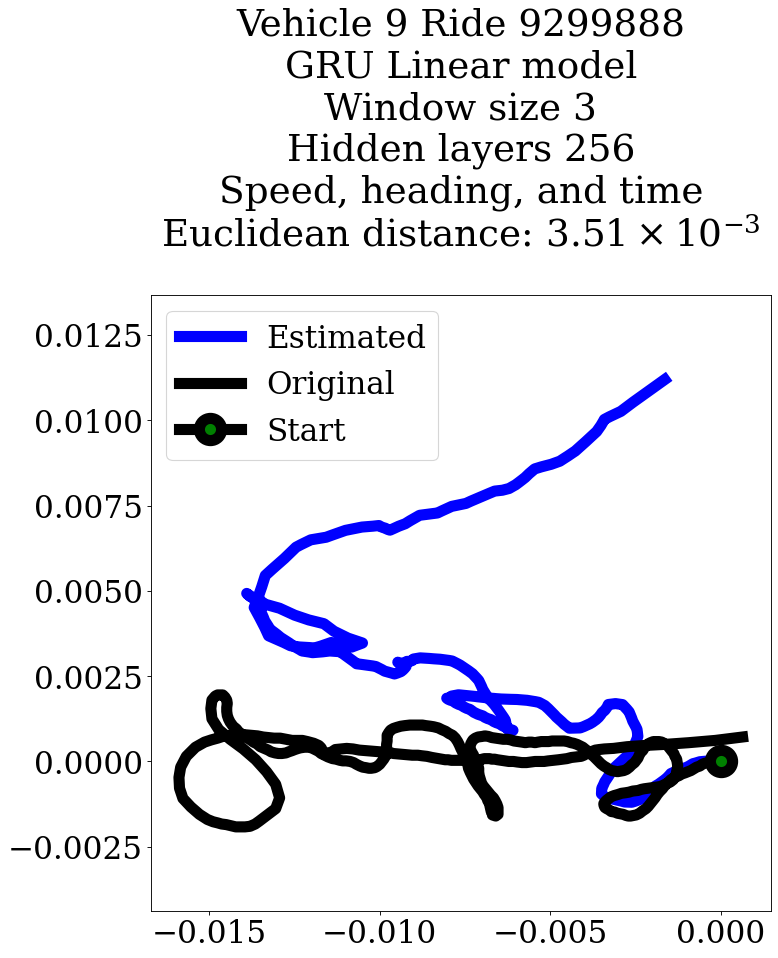 Vehicle 9 Ride 9299888
GRU Linear model
Window size 3
Hidden layers 256
Speed, heading, and time
Euclidean distance: 3.51 × 10⁻³
Estimated
Original
Start
0.0125
0.0100
0.0075
0.0050
0.0025
0.0000
−0.0025
−0.015 −0.010 −0.005 0.000